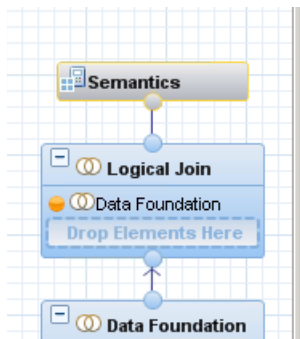 Semantics
Logical Join
Data Foundation
Drop Elements Here
Data Foundation